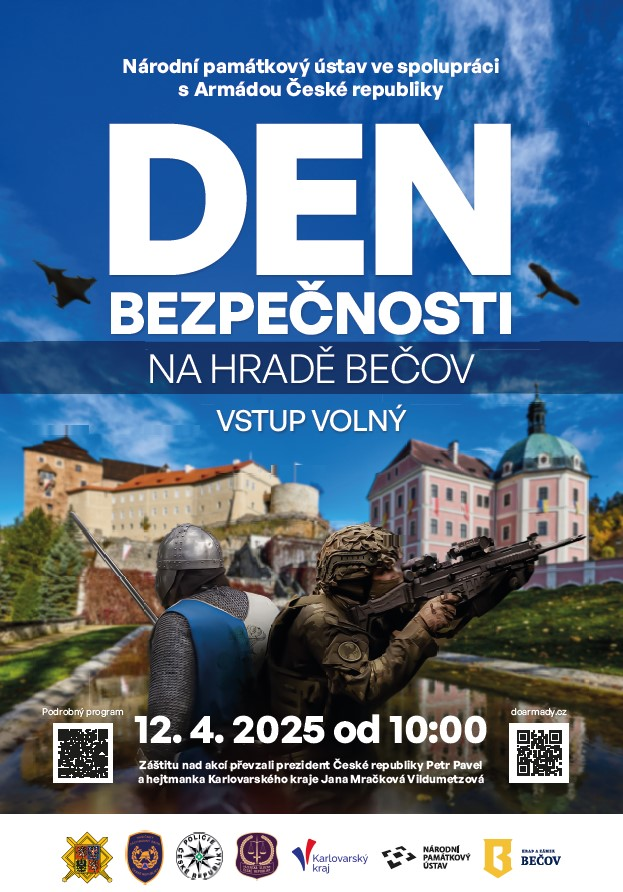 Národní památkový ústav ve spolupráci
s Armádou České republiky
DEN
BEZPEČNOSTI
NA HRADĚ BEČOV
VSTUP VOLNÝ
Podrobný program
doarmady.cz
12. 4. 2025 od 10:00
Záštitu nad akcí převzali prezident České republiky Petr Pavel
a hejtmanka Karlovarského kraje Jana Mračková Vildumetzová
POLICIE
ČESKÉ REPUBLIKY
Karlovarský
kraj
NÁRODNÍ
PAMÁTKOVÝ
ÚSTAV
HRAD A ZÁMEK
BEČOV